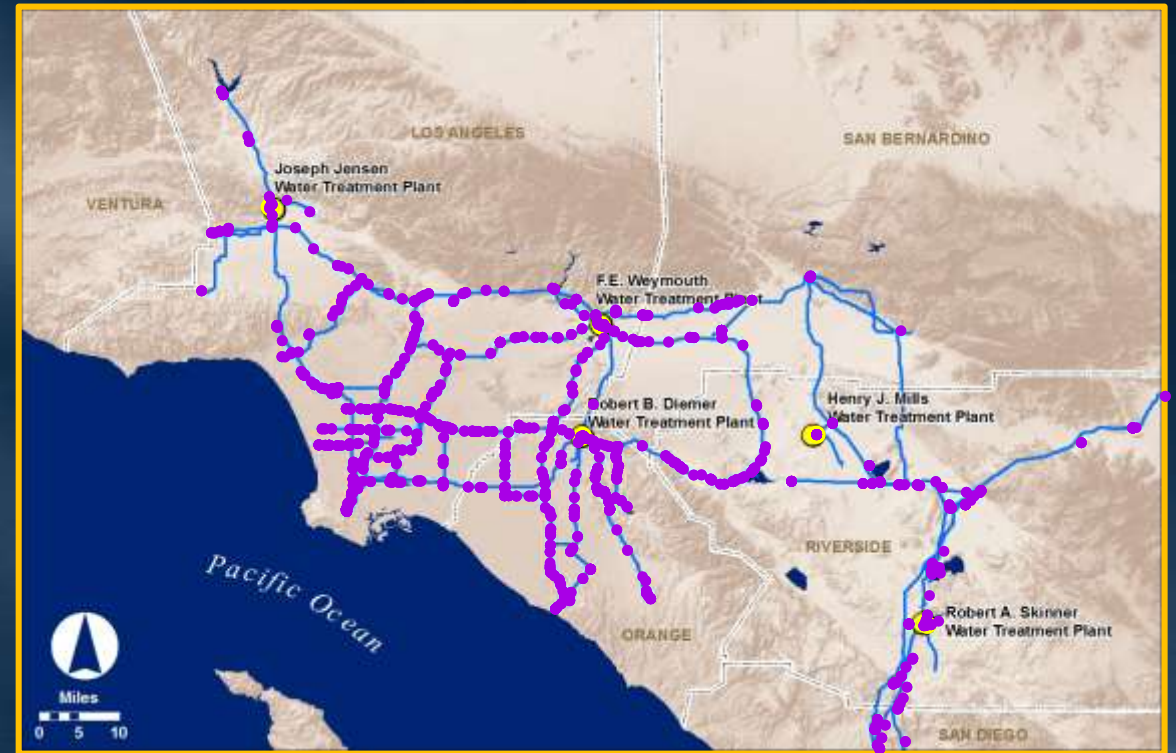 LOS ANGELES
SAN BERNARDINO
Joseph Jensen
Water Treatment Plant
VENTURA
F.E. Weymouth
Water Treatment Plant
Henry J. Mills
Water Treatment Plant
Robert B. Diemer
Water Treatment Plant
RIVERSIDE
Pacific Ocean
Robert A. Skinner
Water Treatment Plant
ORANGE
Miles
0 5 10
SAN DIEGO